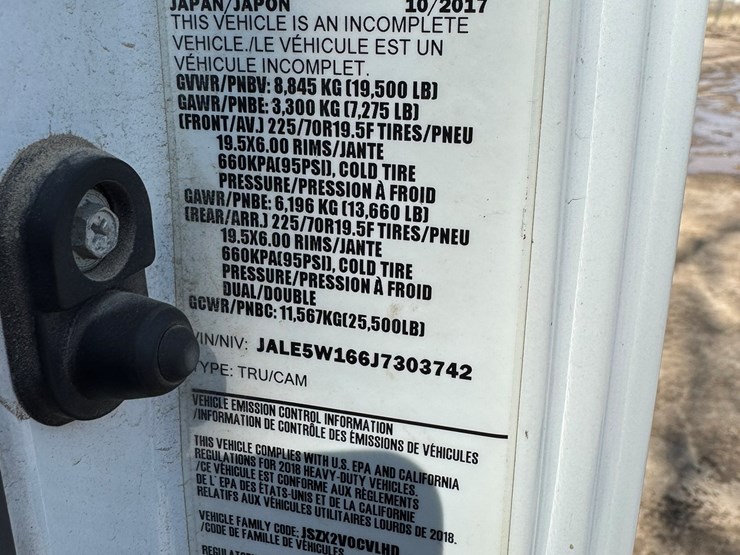 JAPAN/JAPON 10/2017
THIS VEHICLE IS AN INCOMPLETE
VEHICLE./LE VÉHICULE EST UN
VÉHICULE INCOMPLET.
GVWR/PNBV: 8,845 KG (19,500 LB)
GAWR/PNBE: 3,300 KG (7,275 LB)
(FRONT/AV.) 225/70R19.5F TIRES/PNEU
19.5X6.00 RIMS/JANTE
660KPA(95PSI), COLD TIRE
PRESSURE/PRESSION À FROID
GAWR/PNBE: 6,196 KG (13,660 LB)
(REAR/ARR.) 225/70R19.5F TIRES/PNEU
19.5X6.00 RIMS/JANTE
660KPA(95PSI), COLD TIRE
PRESSURE/PRESSION À FROID
DUAL/DOUBLE
GCWR/PNBC: 11,567KG(25,500LB)
VIN/NIV: JALE5W166J7303742
TYPE: TRU/CAM
VEHICLE EMISSION CONTROL INFORMATION
/INFORMATION DE CONTRÔLE DES ÉMISSIONS DE VÉHICULES
THIS VEHICLE COMPLIES WITH U.S. EPA AND CALIFORNIA
REGULATIONS FOR 2018 HEAVY-DUTY VEHICLES.
/CE VÉHICULE EST CONFORME AUX RÈGLEMENTS
DE L' EPA DES ÉTATS-UNIS ET DE LA CALIFORNIE
RELATIFS AUX VÉHICULES UTILITAIRES LOURDS DE 2018.
VEHICLE FAMILY CODE: JSZX2VOCVLHD
/CODE DE FAMILLE DE VÉHICULES